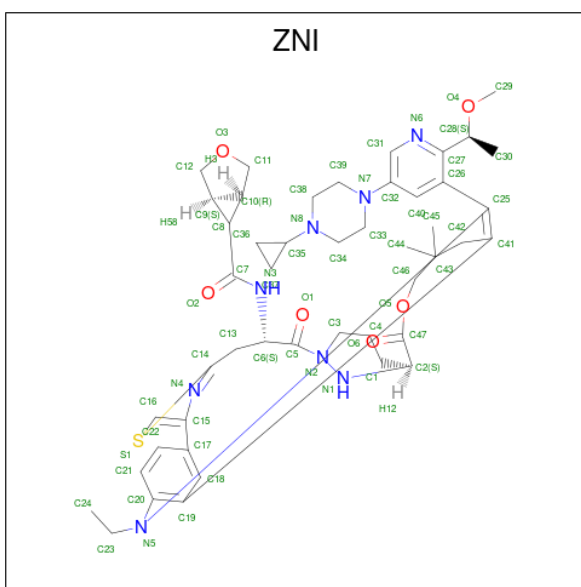 ZNI
C29
O4
O3
N6
C28(S)
H3
C12
C11
C31
C27
C30
C39
C26
N7
C32
C10(R)
H58
C9(S)
C38
C25
C8
C36
N8
C40
C45
C33
C42
C35
C44
C41
C34
C43
C7
N3
C46
NH
O2
O1
O5
C13
C3
C4
O6
C47
C14
C5
C6(S)
N2
C1
C2(S)
N4
N1
NH
H12
C16
C15
C22
S
S1
C17
C21
C18
C24
C20
C19
N
N5
C23